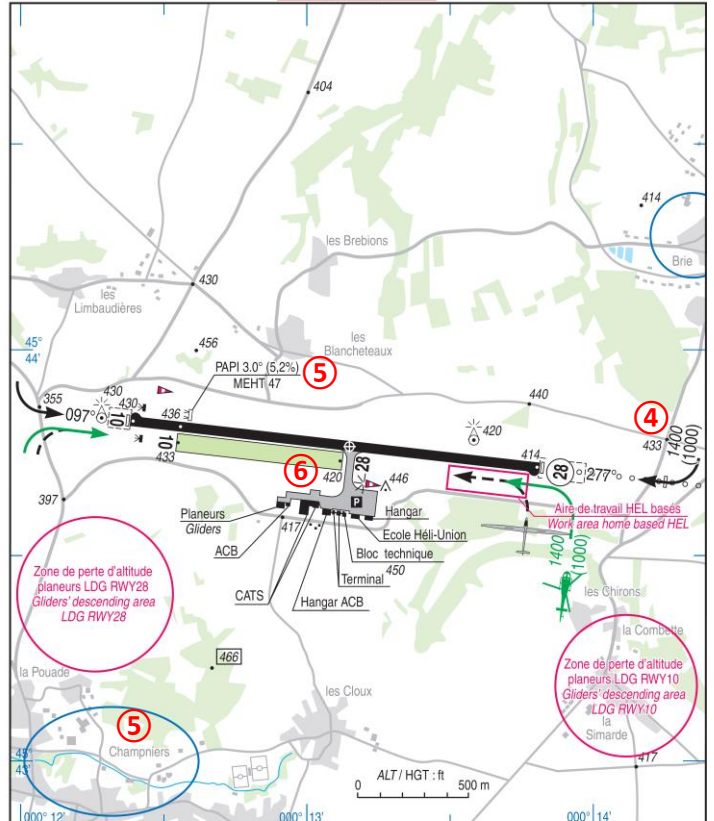 404
414
les Brebions
Brie
430
les
Limbaudières
456
les
Blancheteaux
45°
44'
PAPI 3.0° (5,2%)
MEHT 47
⑤
④
355
430
430
440
433
097°
10
436
420
1400
(1000)
10
433
⑥
420
28
446
414
28
277°
397
Planeurs
Gliders
417
P
Hangar
Ecole Héli-Union
Aire de travail HEL basés
Work area home based HEL
ACB
Bloc technique
450
1400
(1000)
CATS
Terminal
Hangar ACB
les Chirons
Zone de perte d'altitude
planeurs LDG RWY28
Gliders' descending area
LDG RWY28
la Combette
Zone de perte d'altitude
planeurs LDG RWY10
Gliders' descending area
LDG RWY10
466
la Pouade
les Cloux
la
Simarde
⑤
Champniers
45°
43'
417
ALT / HGT : ft
0
500 m
000° 12'
000° 13'
000° 14'